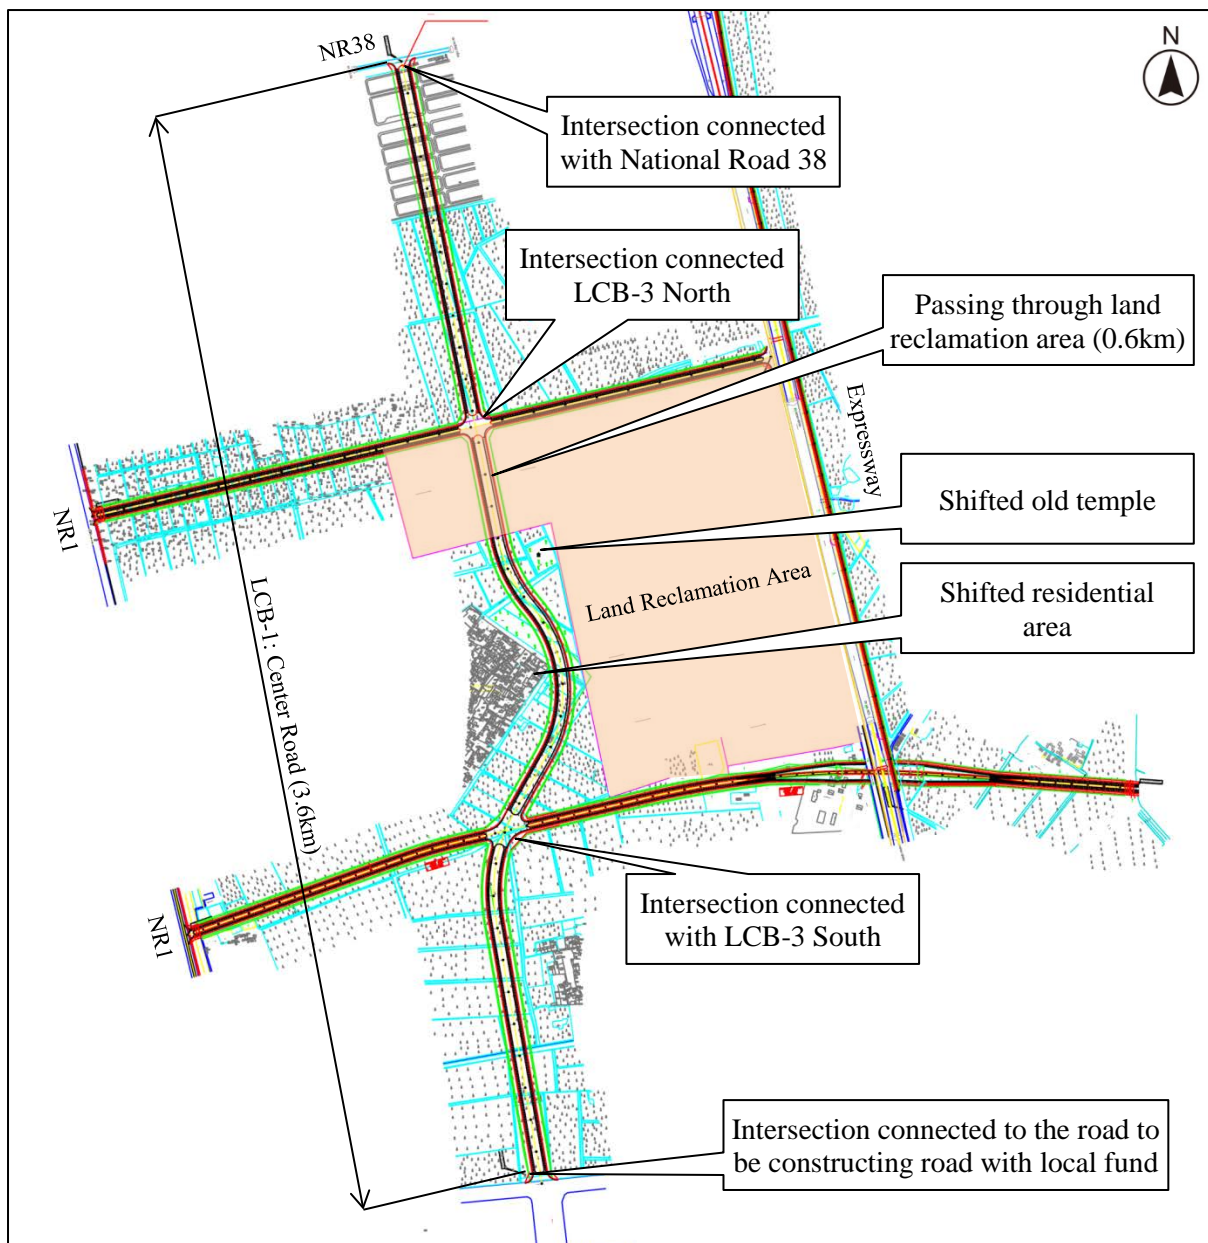 NR38
N
Intersection connected
with National Road 38
Intersection connected
LCB-3 North
Passing through land
reclamation area (0.6km)
Expressway
NR1
Shifted old temple
LCB-1: Center Road (3.6km)
Land Reclamation Area
Shifted residential
area
NR1
Intersection connected
with LCB-3 South
Intersection connected to the road to
be constructing road with local fund